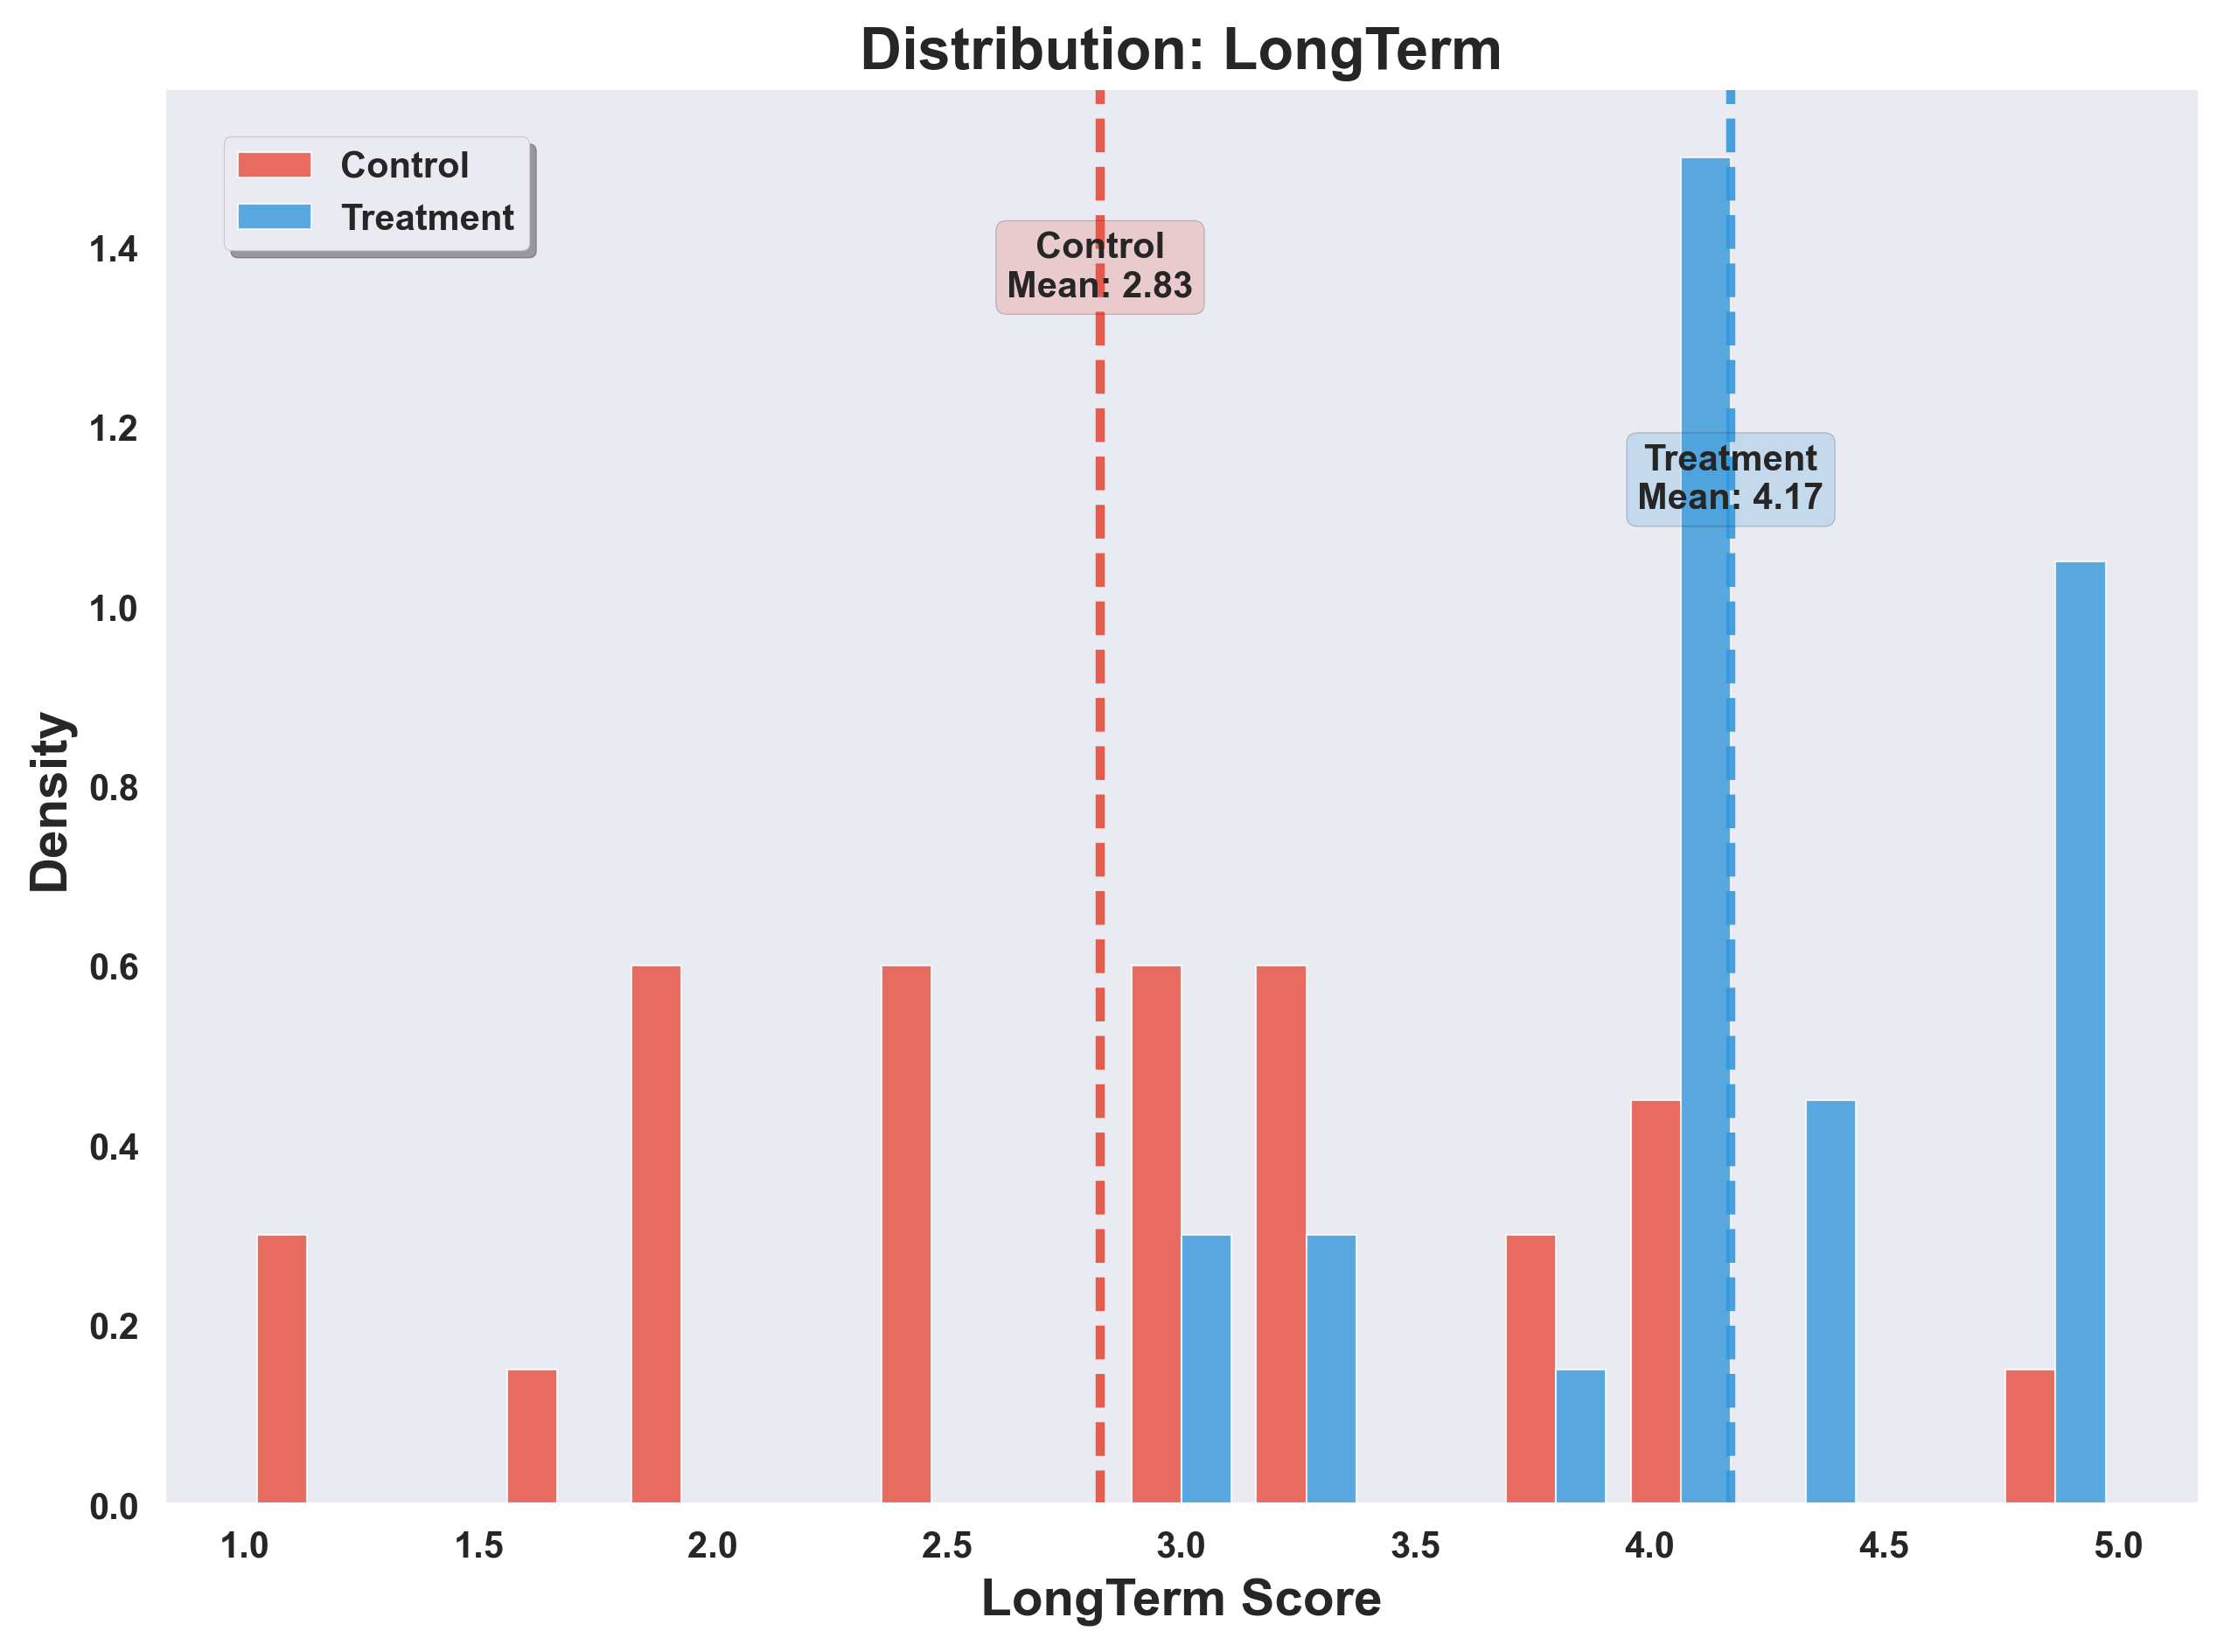 Distribution: LongTerm
Control
Treatment
Control
Mean: 2.83
Treatment
Mean: 4.17
Density
1.4
1.2
1.0
0.8
0.6
0.4
0.2
0.0
1.0 1.5 2.0 2.5 3.0 3.5 4.0 4.5 5.0
LongTerm Score